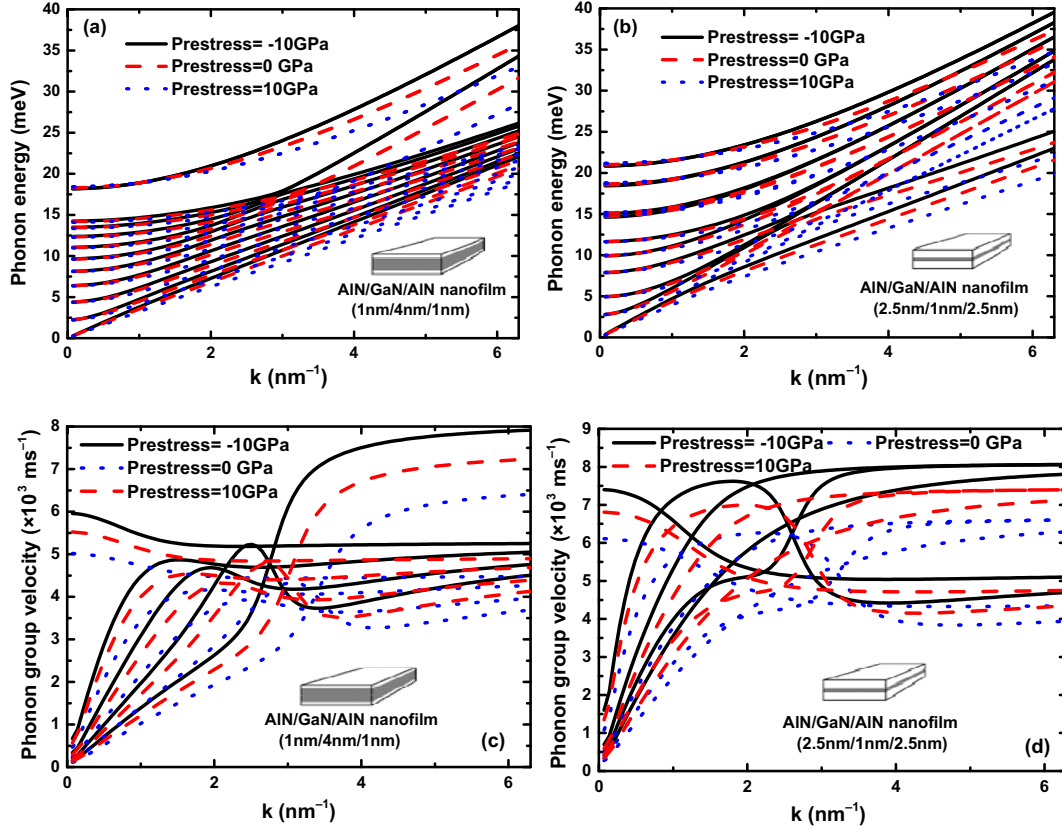 (a)
Prestress= -10GPa
Prestress=0 GPa
Prestress=10GPa
Phonon energy (meV)
40
35
30
25
20
15
10
5
0
AlN/GaN/AlN nanofilm
(1nm/4nm/1nm)
0 2 4 6
k (nm⁻¹)
(b)
Prestress= -10GPa
Prestress=0 GPa
Prestress=10GPa
Phonon energy (meV)
40
35
30
25
20
15
10
5
0
AlN/GaN/AlN nanofilm
(2.5nm/1nm/2.5nm)
0 2 4 6
k (nm⁻¹)
Prestress= -10GPa
Prestress=0 GPa
Prestress=10GPa
Phonon group velocity (×10³ ms⁻¹)
8
7
6
5
4
3
2
1
0
AlN/GaN/AlN nanofilm
(1nm/4nm/1nm)
(c)
0 2 4 6
k (nm⁻¹)
Prestress= -10GPa
Prestress=0 GPa
Prestress=10GPa
Phonon group velocity (×10³ ms⁻¹)
9
8
7
6
5
4
3
2
1
0
AlN/GaN/AlN nanofilm
(2.5nm/1nm/2.5nm)
(d)
0 1 2 3 4 5 6
k (nm⁻¹)